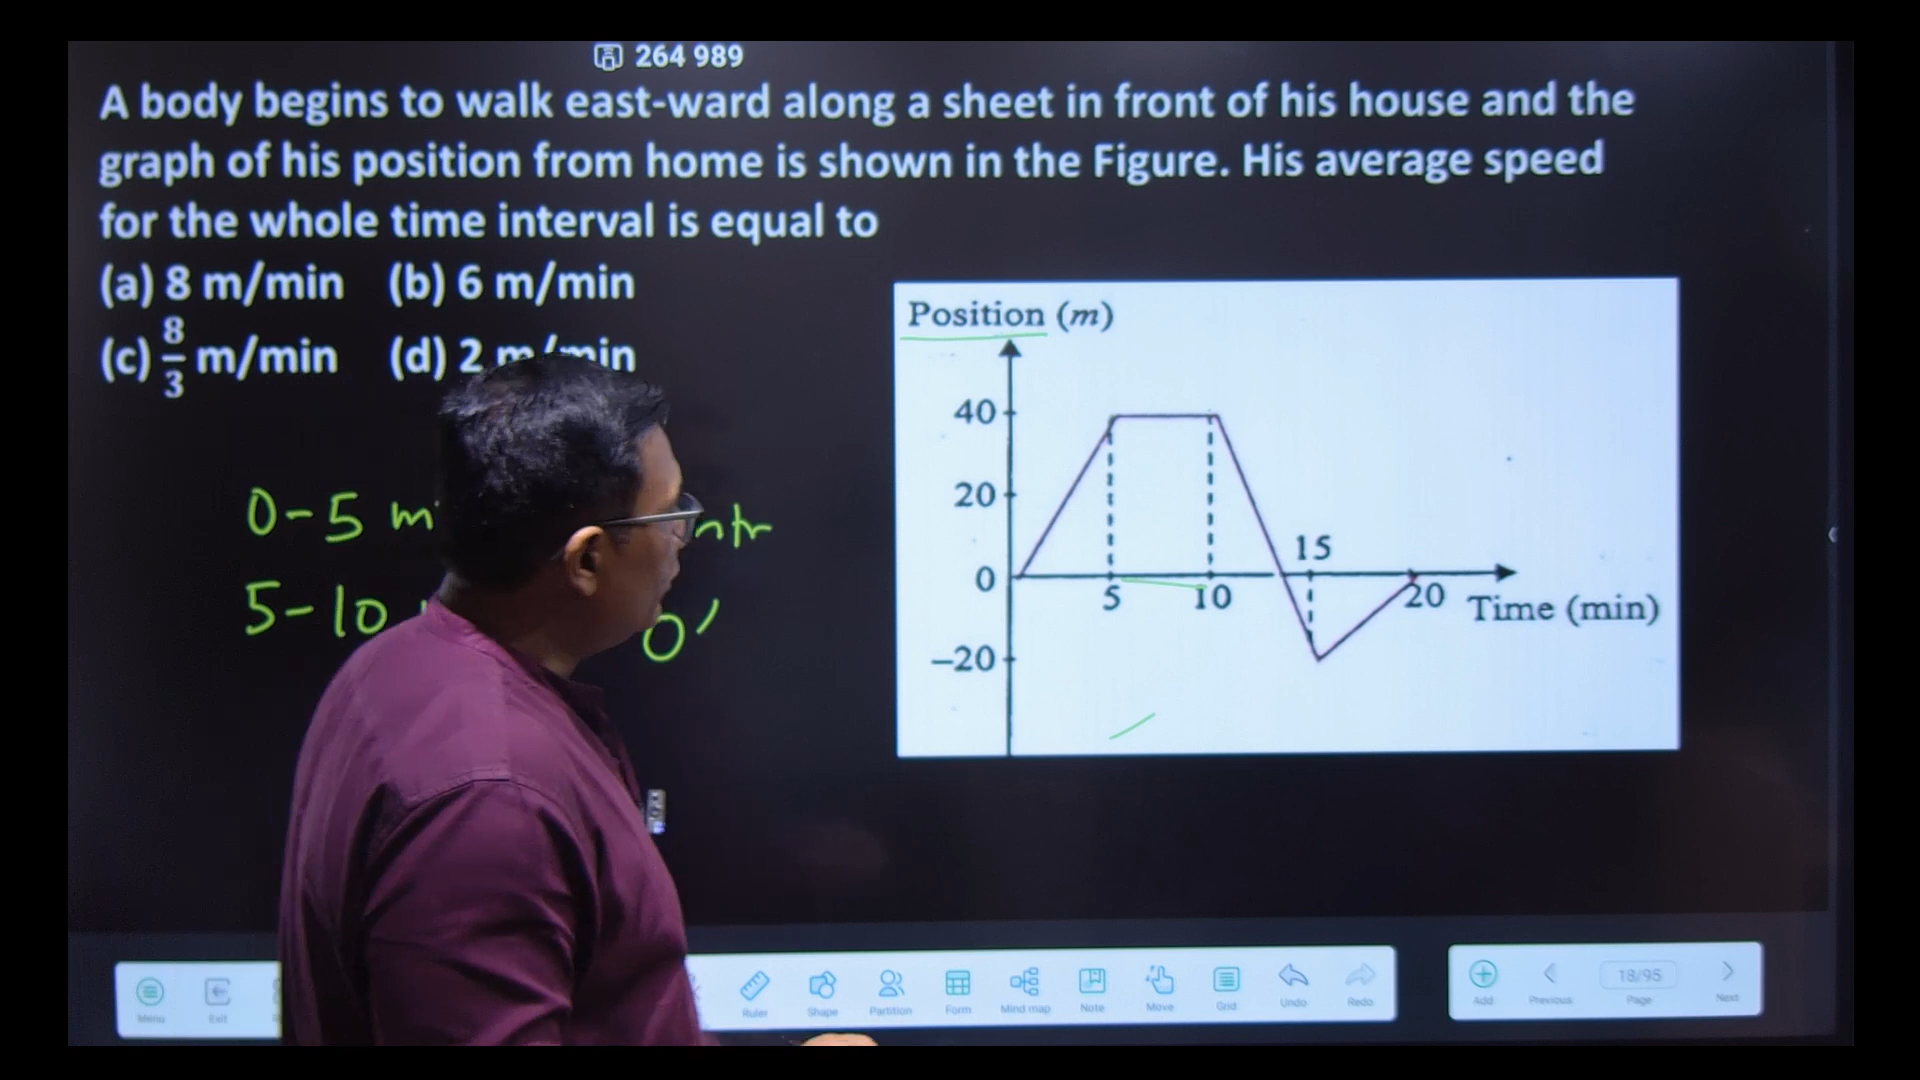 264 989
A body begins to walk east-ward along a sheet in front of his house and the
graph of his position from home is shown in the Figure. His average speed
for the whole time interval is equal to
(a) 8 m/min (b) 6 m/min
(c) 8/3 m/min (d) 2 m/min
Position (m)
40
20
0
-20
5
10
15
20
Time (min)
0-5
5-10
0
Menu
Exit
Ruler
Shape
Partition
Form
Mind map
Note
Move
Grid
Undo
Redo
Add
Previous
18/95
Page
Next